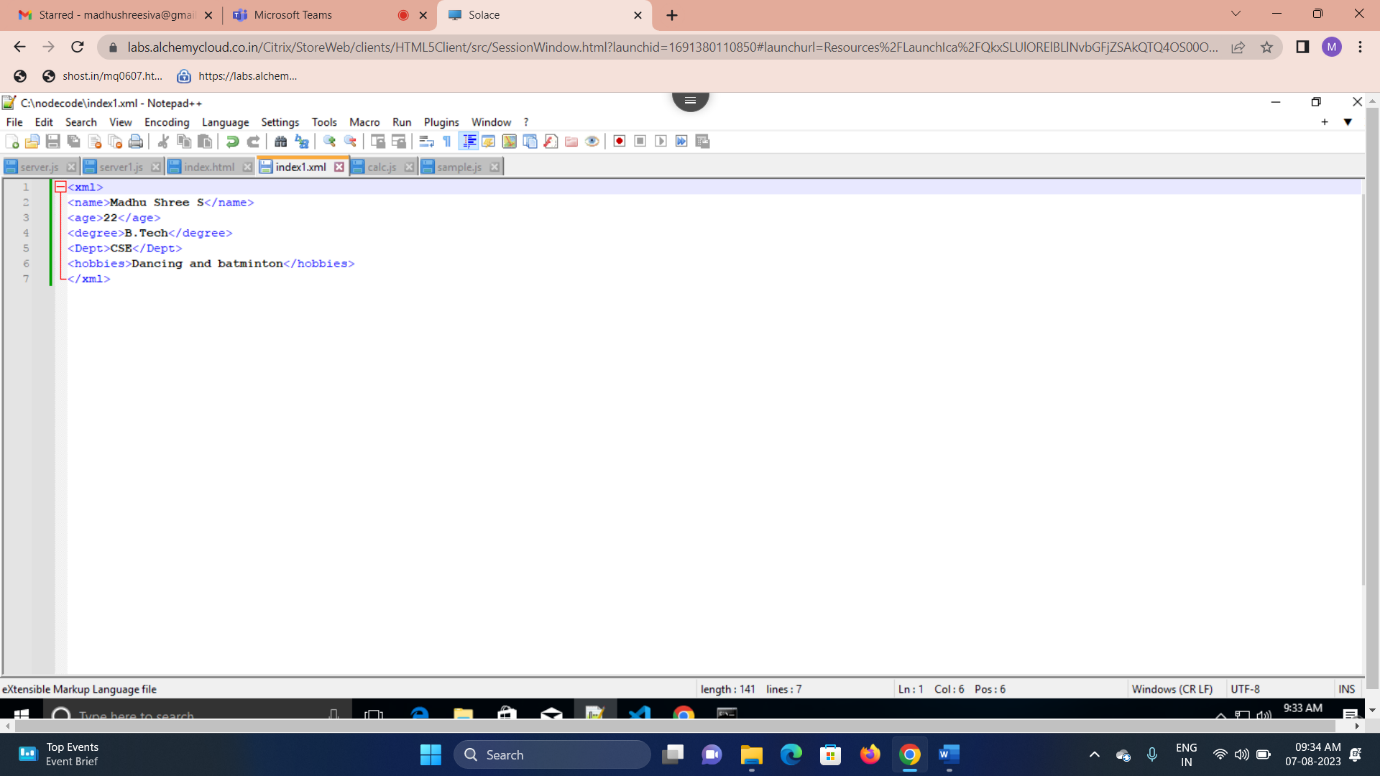 Starred - madhushreesiva@gmai
Microsoft Teams
Solace
labs.alchemycloud.co.in/Citrix/StoreWeb/clients/HTML5Client/src/SessionWindow.html?launchid=1691380110850#launchurl=Resources%2FLaunchIca%2FQkxSLUlORElBLlNvbGFjZSAkQTQ4OS00O...
M
shost.in/mq0607.ht...
https://labs.alchem...
C:\nodecode\index1.xml - Notepad++
File Edit Search View Encoding Language Settings Tools Macro Run Plugins Window ?
server.js server1.js index.html index1.xml calc.js sample.js
1 <xml>
2 <name>Madhu Shree S</name>
3 <age>22</age>
4 <degree>B.Tech</degree>
5 <Dept>CSE</Dept>
6 <hobbies>Dancing and batminton</hobbies>
7 </xml>
eXtensible Markup Language file length : 141 lines : 7 Ln : 1 Col : 6 Pos : 6 Windows (CR LF) UTF-8 INS
Type here to search
9:33 AM
Top Events
Event Brief
Search
ENG
IN
09:34 AM
07-08-2023